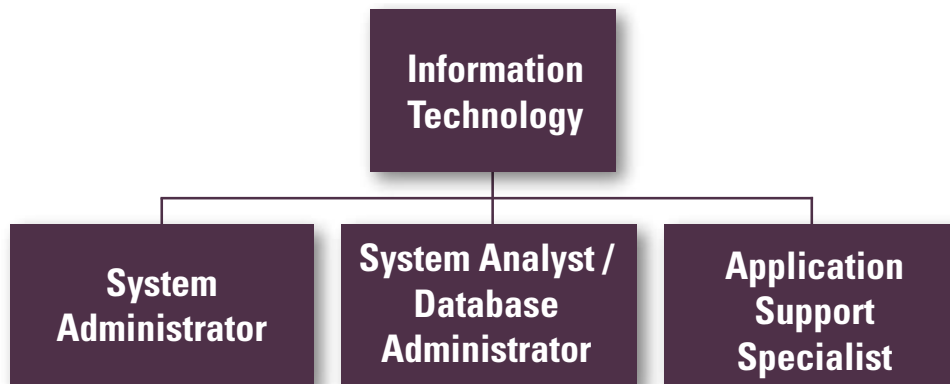 Information
Technology
System
Administrator
System Analyst /
Database
Administrator
Application
Support
Specialist